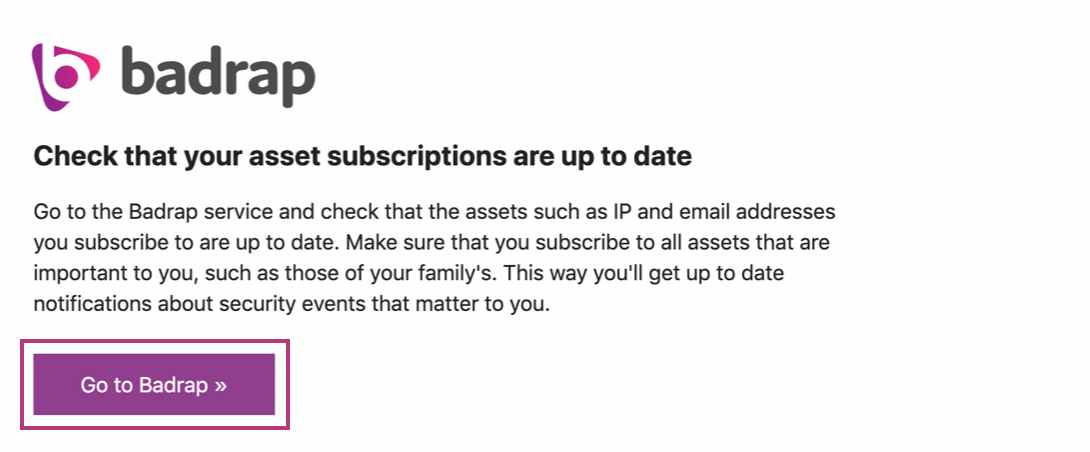 badrap
Check that your asset subscriptions are up to date
Go to the Badrap service and check that the assets such as IP and email addresses
you subscribe to are up to date. Make sure that you subscribe to all assets that are
important to you, such as those of your family's. This way you'll get up to date
notifications about security events that matter to you.
Go to Badrap »